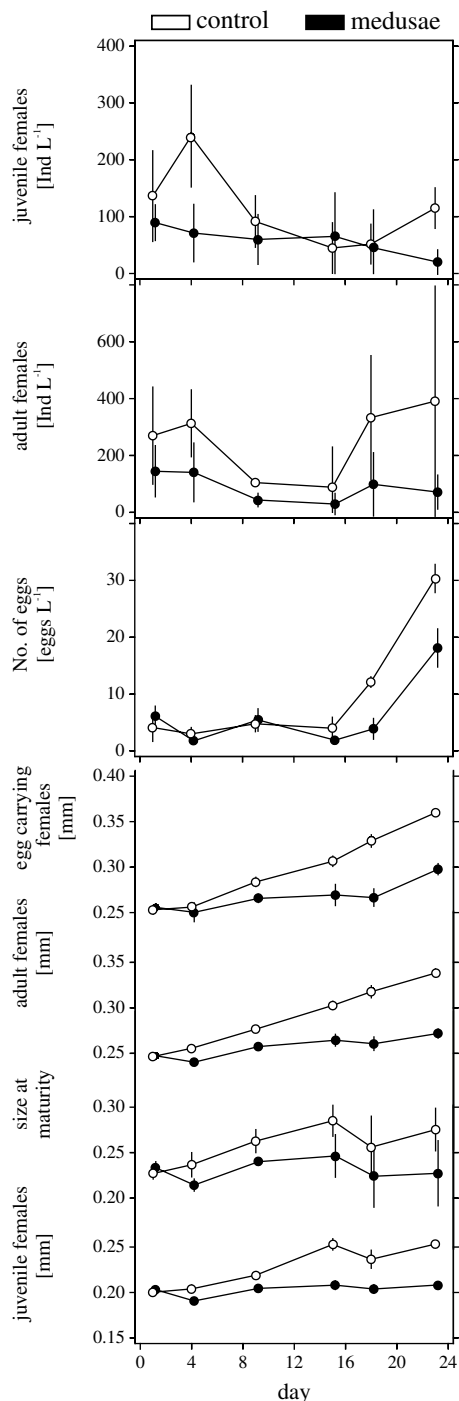 control medusae
juvenile females
[Ind L-1]
400
300
200
100
0
adult females
[Ind L-1]
600
400
200
0
No. of eggs
[eggs L-1]
30
20
10
0
egg carrying
females
[mm]
0.40
0.35
0.30
0.25
adult females
[mm]
0.35
0.30
0.25
size at
maturity
0.30
0.25
0.20
juvenile females
[mm]
0.25
0.20
0.15
0 4 8 12 16 20 24
day